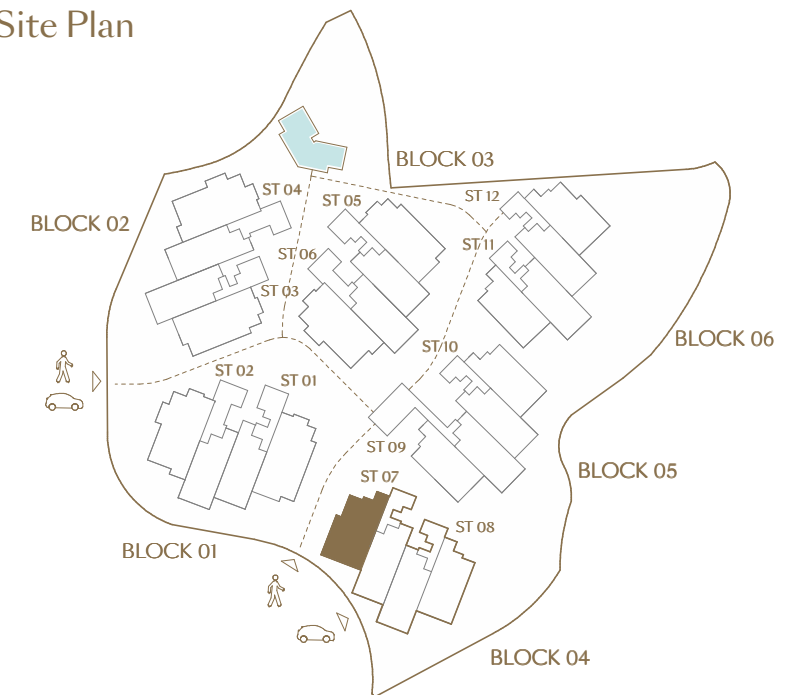 Site Plan
BLOCK 03
ST 04
ST 12
ST 05
BLOCK 02
ST 11
ST 06
ST 03
BLOCK 06
ST 10
ST 02
ST 01
ST 09
BLOCK 05
ST 07
ST 08
BLOCK 01
BLOCK 04